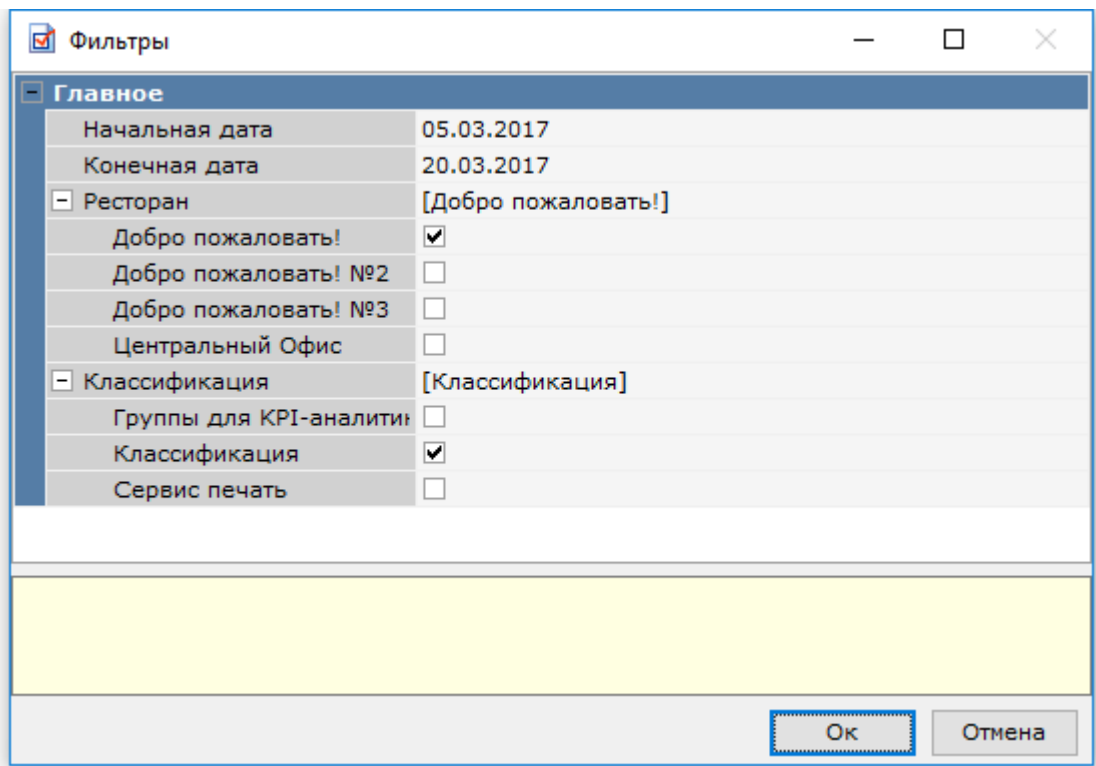 Фильтры
Главное
Начальная дата 05.03.2017
Конечная дата 20.03.2017
Ресторан [Добро пожаловать!]
Добро пожаловать!
Добро пожаловать! №2
Добро пожаловать! №3
Центральный Офис
Классификация [Классификация]
Группы для KPI-аналитик
Классификация
Сервис печать
Ок Отмена